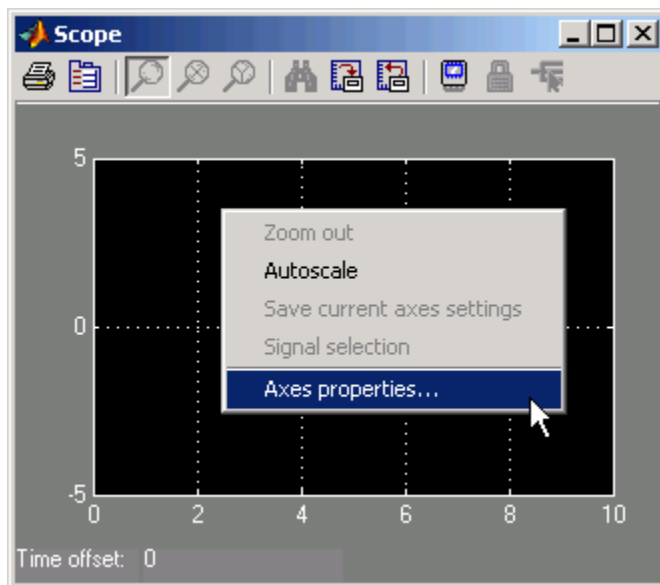 Scope
5
Zoom out
Autoscale
Save current axes settings
0
Signal selection
Axes properties...
-5
0 2 4 6 8 10
Time offset: 0